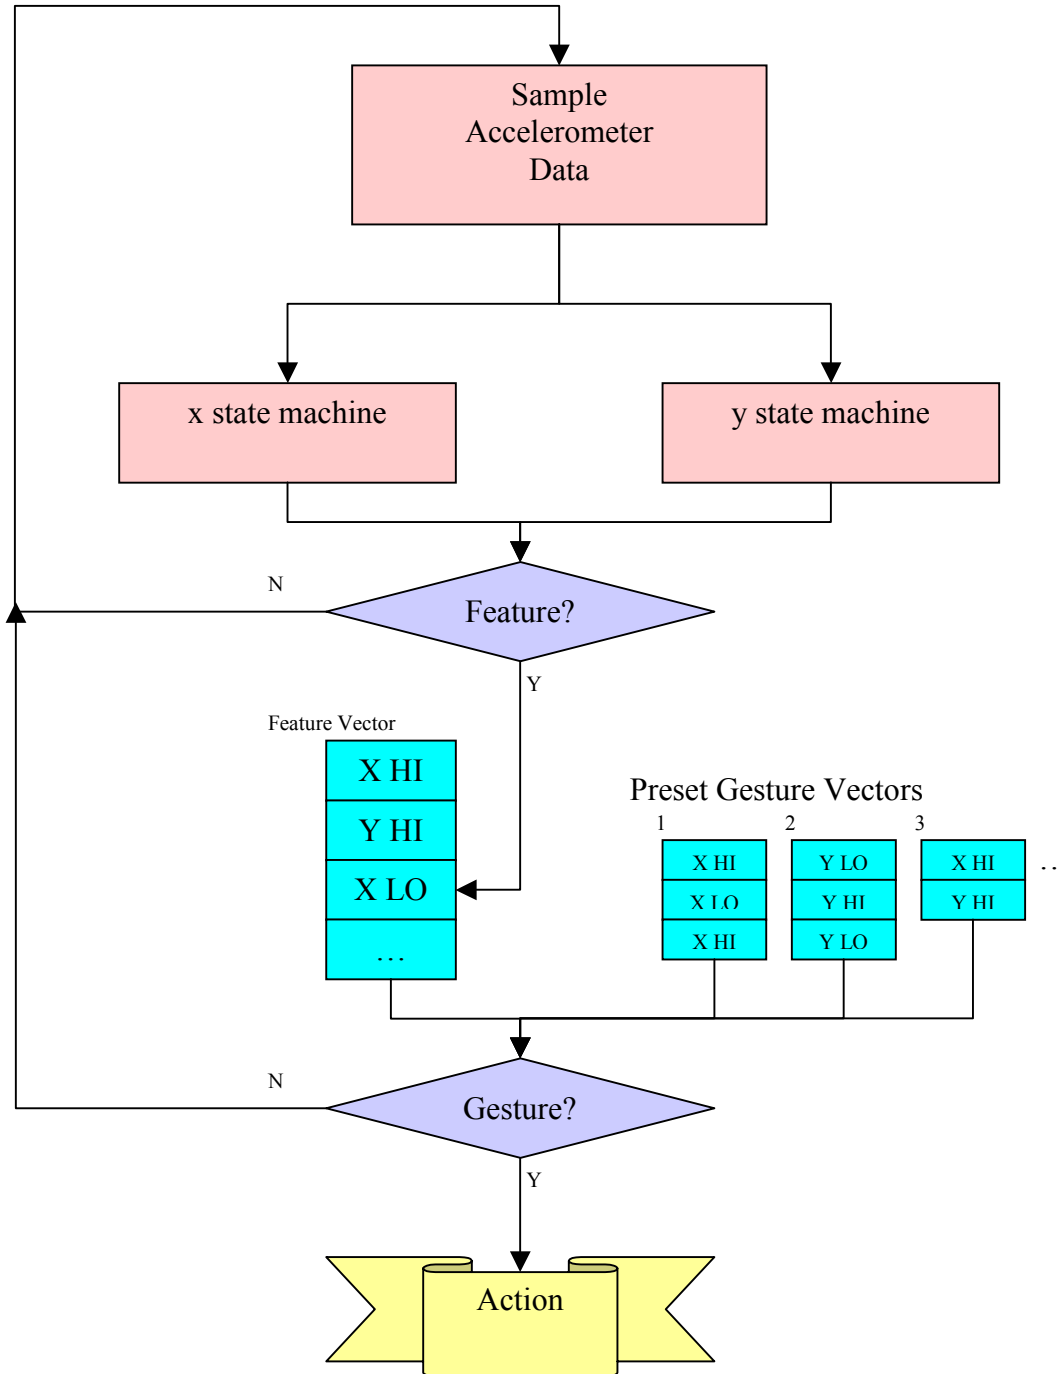 Sample
Accelerometer
Data
x state machine
y state machine
N
Feature?
Y
Feature Vector
X HI
Y HI
X LO
…
Preset Gesture Vectors
1
2
3
X HI
Y LO
X HI
…
X LO
Y HI
Y HI
X HI
Y LO
N
Gesture?
Y
Action